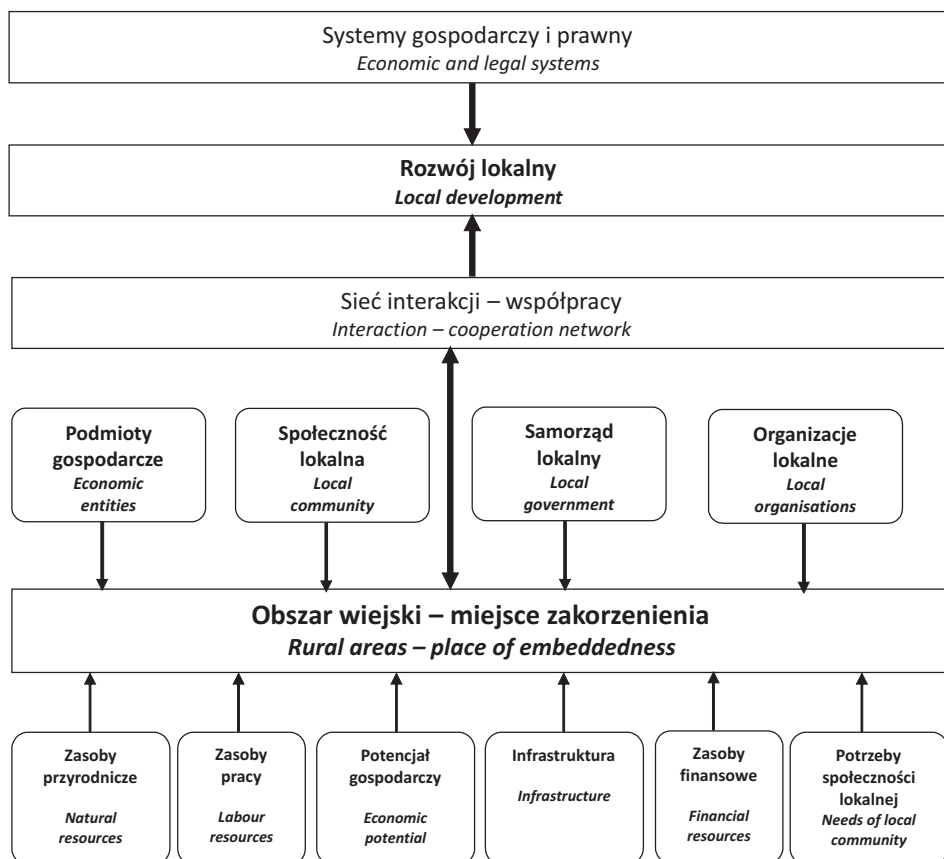 Systemy gospodarczy i prawny
Economic and legal systems
Rozwój lokalny
Local development
Sieć interakcji – współpracy
Interaction – cooperation network
Podmioty
gospodarcze
Economic
entities
Społeczność
lokalna
Local
community
Samorząd
lokalny
Local
government
Organizacje
lokalne
Local
organisations
Obszar wiejski – miejsce zakorzenienia
Rural areas – place of embeddedness
Zasoby
przyrodnicze
Natural
resources
Zasoby
pracy
Labour
resources
Potencjał
gospodarczy
Economic
potential
Infrastruktura
Infrastructure
Zasoby
finansowe
Financial
resources
Potrzeby
społeczności
lokalnej
Needs of local
community